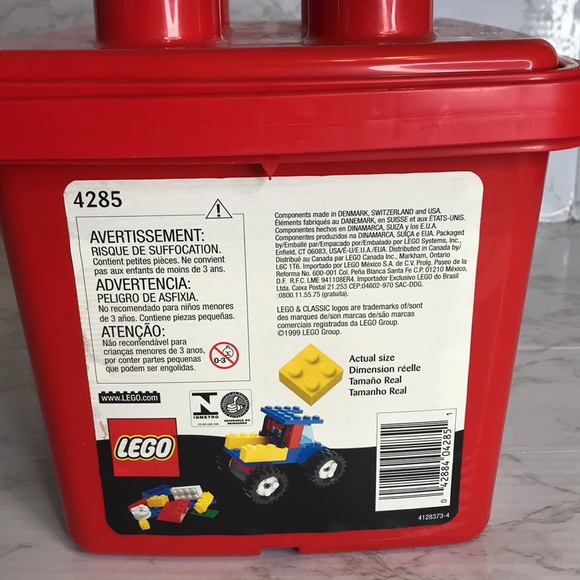 4285
AVERTISSEMENT:
RISQUE DE SUFFOCATION.
Contient petites pièces. Ne convient
pas aux enfants de moins de 3 ans.
ADVERTENCIA:
PELIGRO DE ASFIXIA.
No recomendado para niños menores
de 3 años. Contiene piezas pequeñas.
ATENÇÃO:
Não recomendável para
crianças menores de 3 anos,
por conter partes pequenas
que podem ser engolidas.
0-3
www.LEGO.com
N
INMETRO
LEGO
Components made in DENMARK, SWITZERLAND and USA.
Eléments fabriqués au DANEMARK, en SUISSE et aux ÉTATS-UNIS.
Componentes hechos en DINAMARCA, SUIZA y los E.U.A.
Componentes produzidos na DINAMARCA, SUÍÇA e EUA. Packaged
by/Emballé par/Empacado por/Embalado por LEGO Systems, Inc.,
Enfield, CT 06083, USA/É-U/E.U.A./EUA. Distributed in Canada by/
Distribué au Canada par LEGO Canada Inc., Markham, Ontario
L6C 1T6. Importado por LEGO México S.A. de C.V. Prolg. Paseo de la
Reforma No. 600-001 Col. Peña Blanca Santa Fe C.P. 01210 México,
D.F. R.F.C. LME 941108ER4. Importador Exclusivo LEGO do Brasil
Ltda. Caixa Postal 21.253 CEP:04602-970 SAC-DDG.
:0800.11.55.75 (gratuita).
LEGO & CLASSIC logos are trademarks of/sont
des marques de/son marcas de/são marcas
comerciais registradas da LEGO Group.
©1999 LEGO Group.
Actual size
Dimension réelle
Tamaño Real
Tamanho Real
0 42884 04285 1
4128373-4